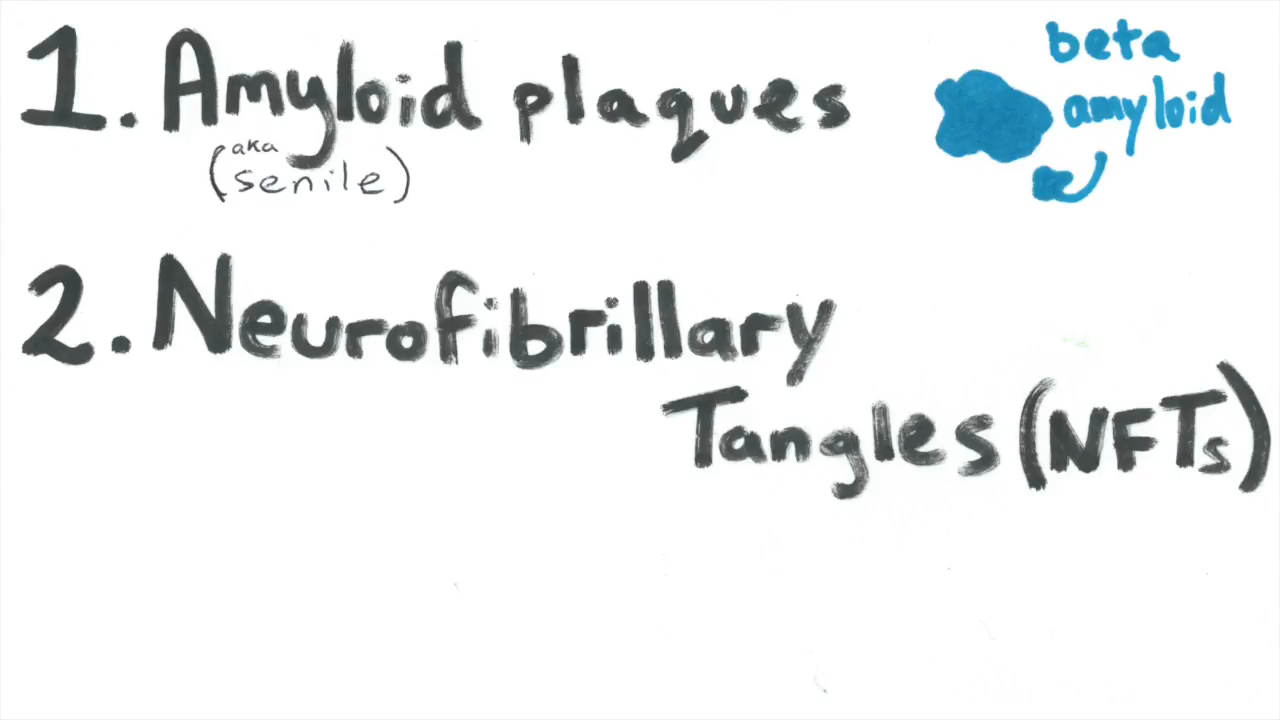 1. Amyloid plaques
(aka senile)
beta
amyloid
2. Neurofibrillary
Tangles (NFTs)